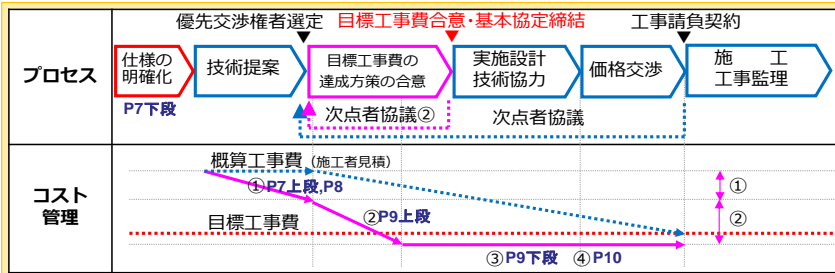 優先交渉権者選定
目標工事費合意・基本協定締結
工事請負契約
プロセス
仕様の
明確化
技術提案
目標工事費の
達成方策の合意
実施設計
技術協力
価格交渉
施 工
工事監理
P7下段
次点者協議②
次点者協議
コスト
管理
概算工事費(施工者見積)
①P7上段,P8
①
②P9上段
②
目標工事費
③P9下段 ④P10